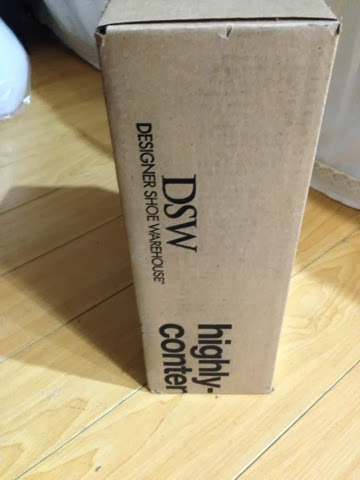 DSW
DESIGNER SHOE WAREHOUSE
highly-
conter